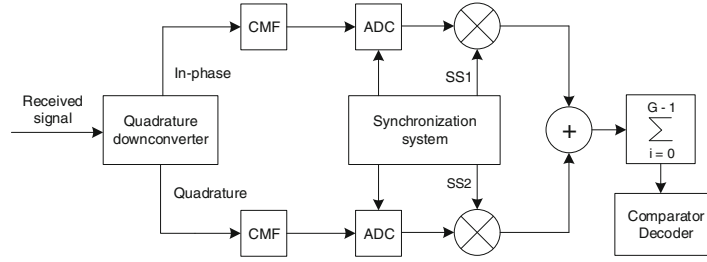 CMF
ADC
In-phase
SS1
Received
signal
Quadrature
downconverter
Synchronization
system
+
G - 1
∑
i = 0
Quadrature
SS2
CMF
ADC
Comparator
Decoder